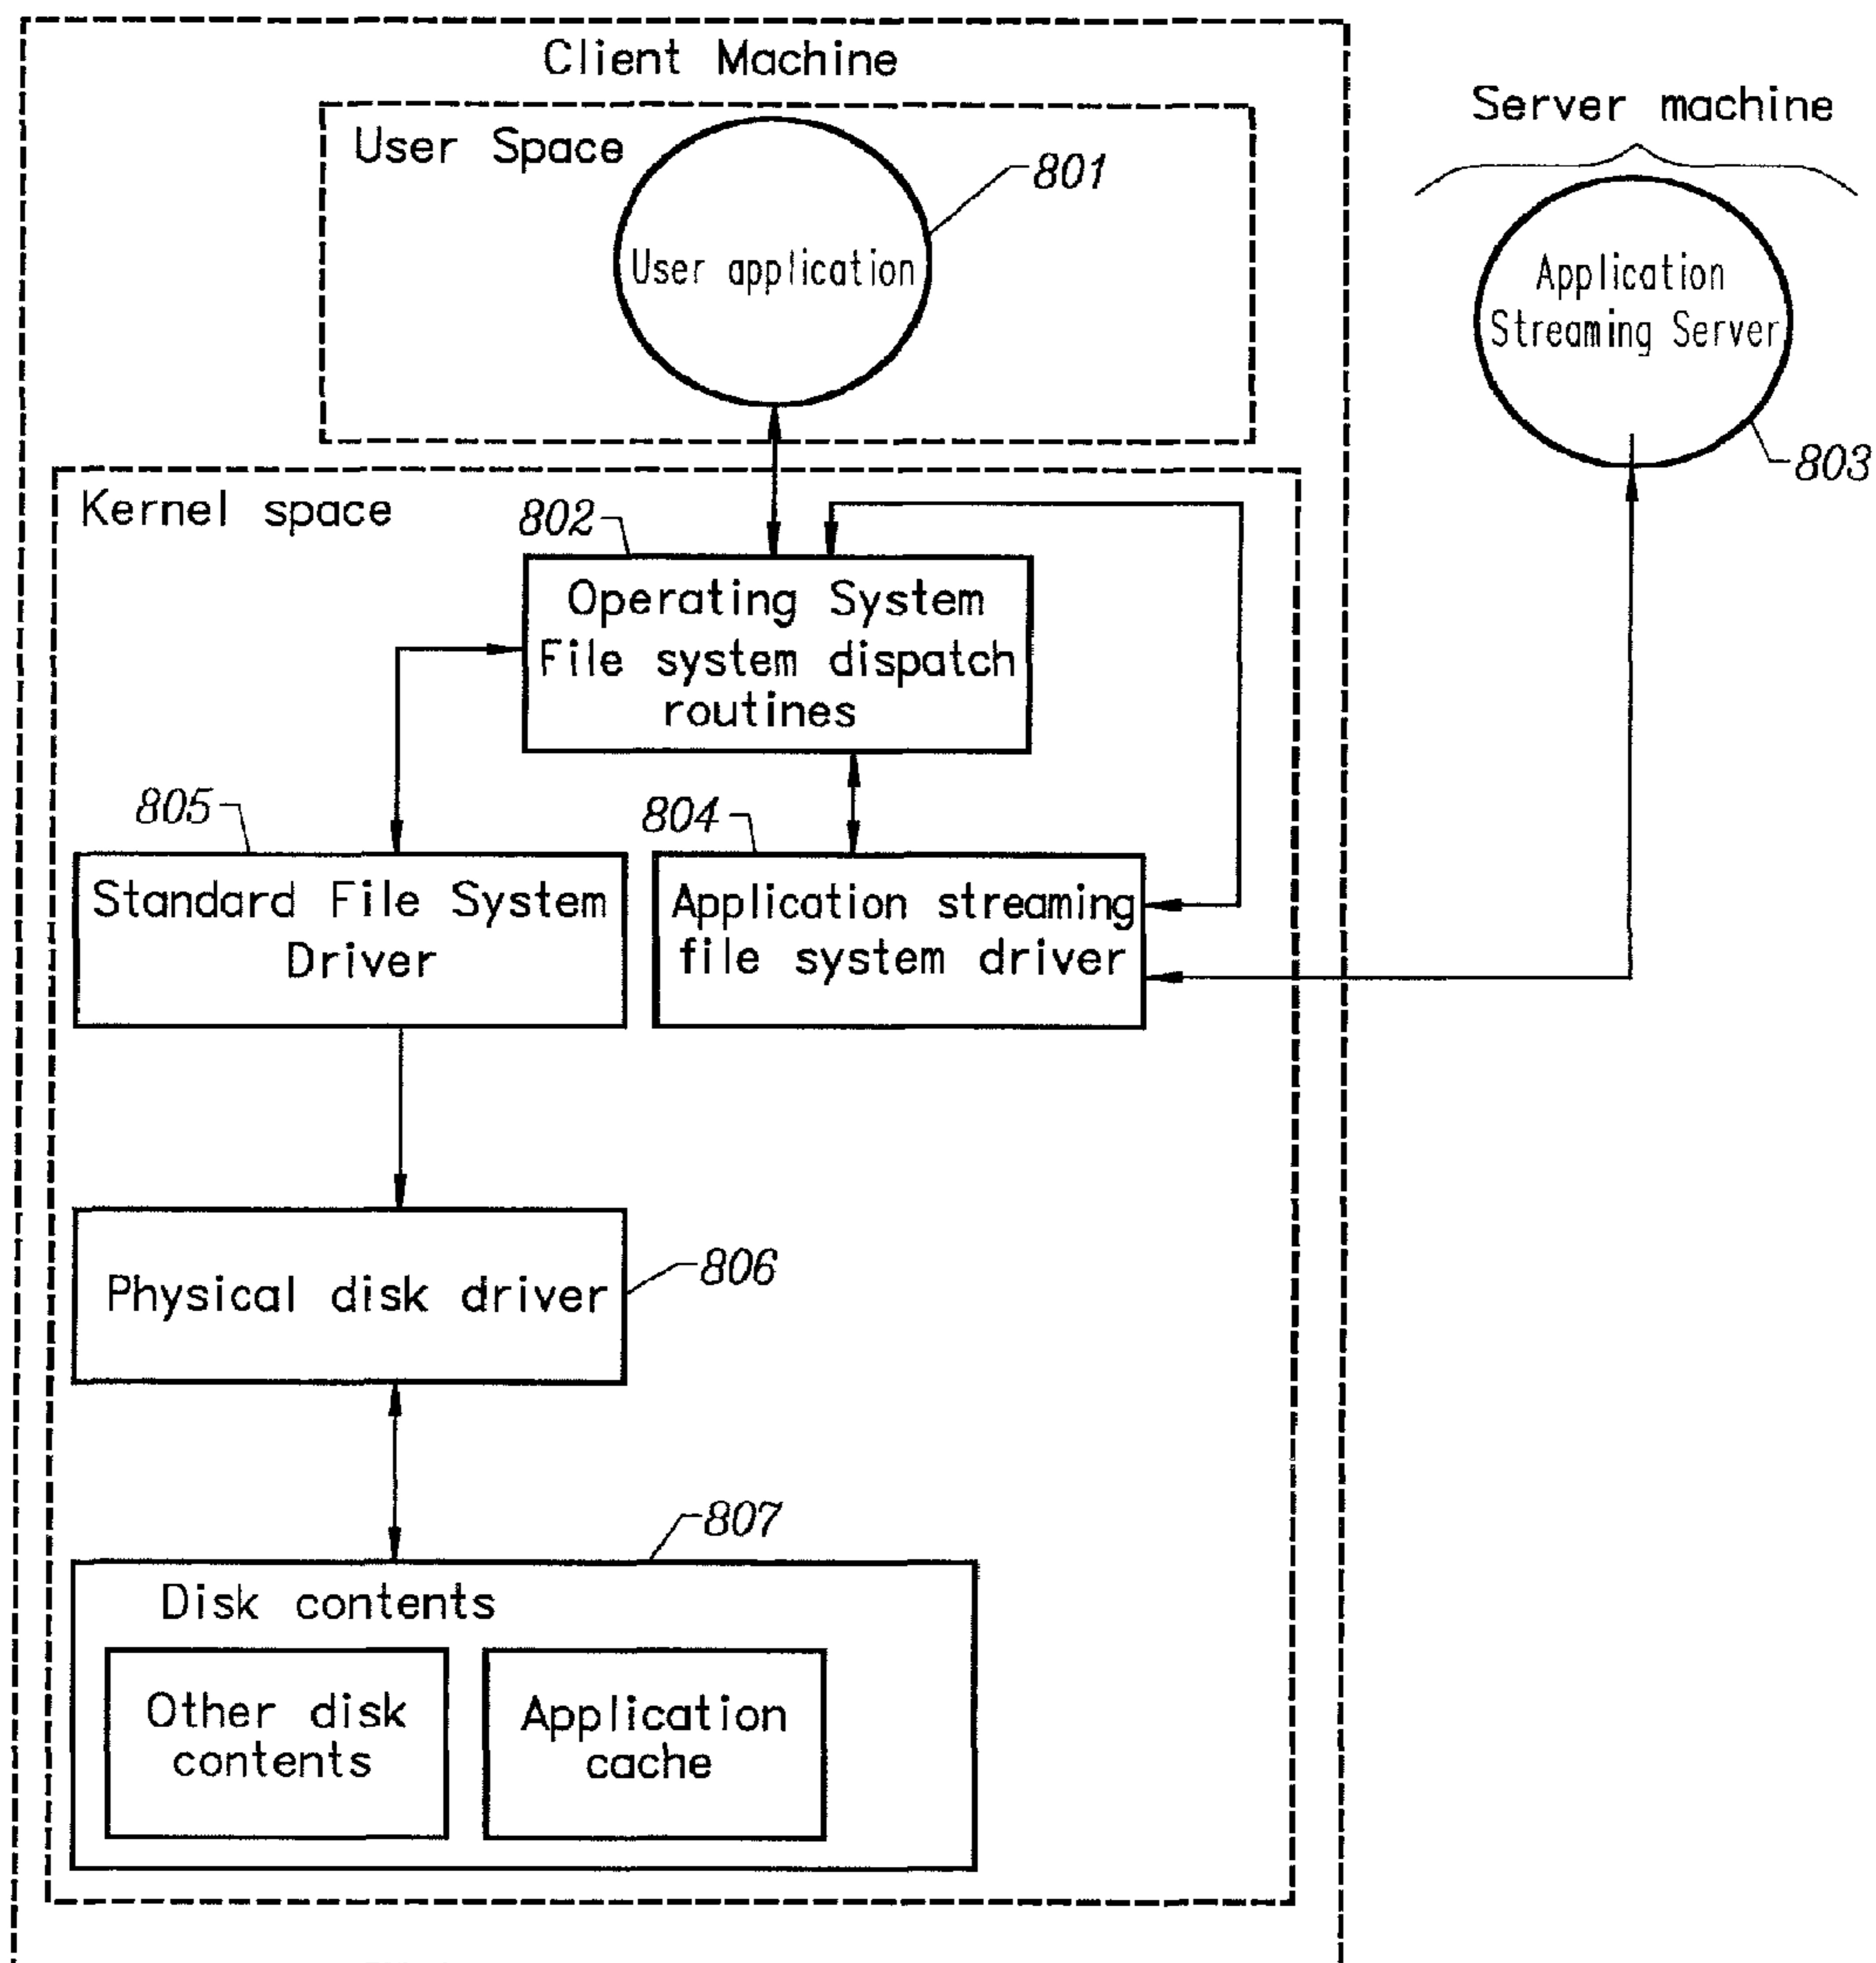 Client Machine
User Space
801
User application
Server machine
Application
Streaming Server
803
Kernel space
802
Operating System
File system dispatch
routines
805
Standard File System
Driver
804
Application streaming
file system driver
Physical disk driver
806
807
Disk contents
Other disk
contents
Application
cache